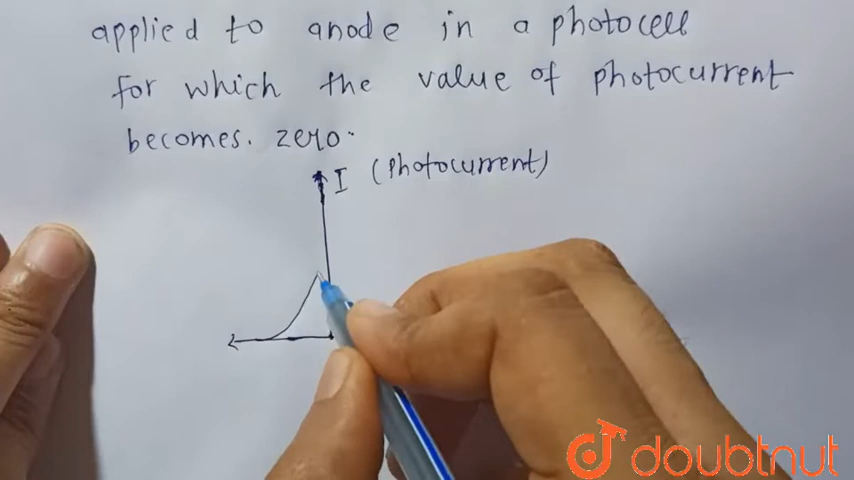 applied to anode in a photocell
for which the value of photocurrent
becomes. zero.
I (Photocurrent)
doubtnut